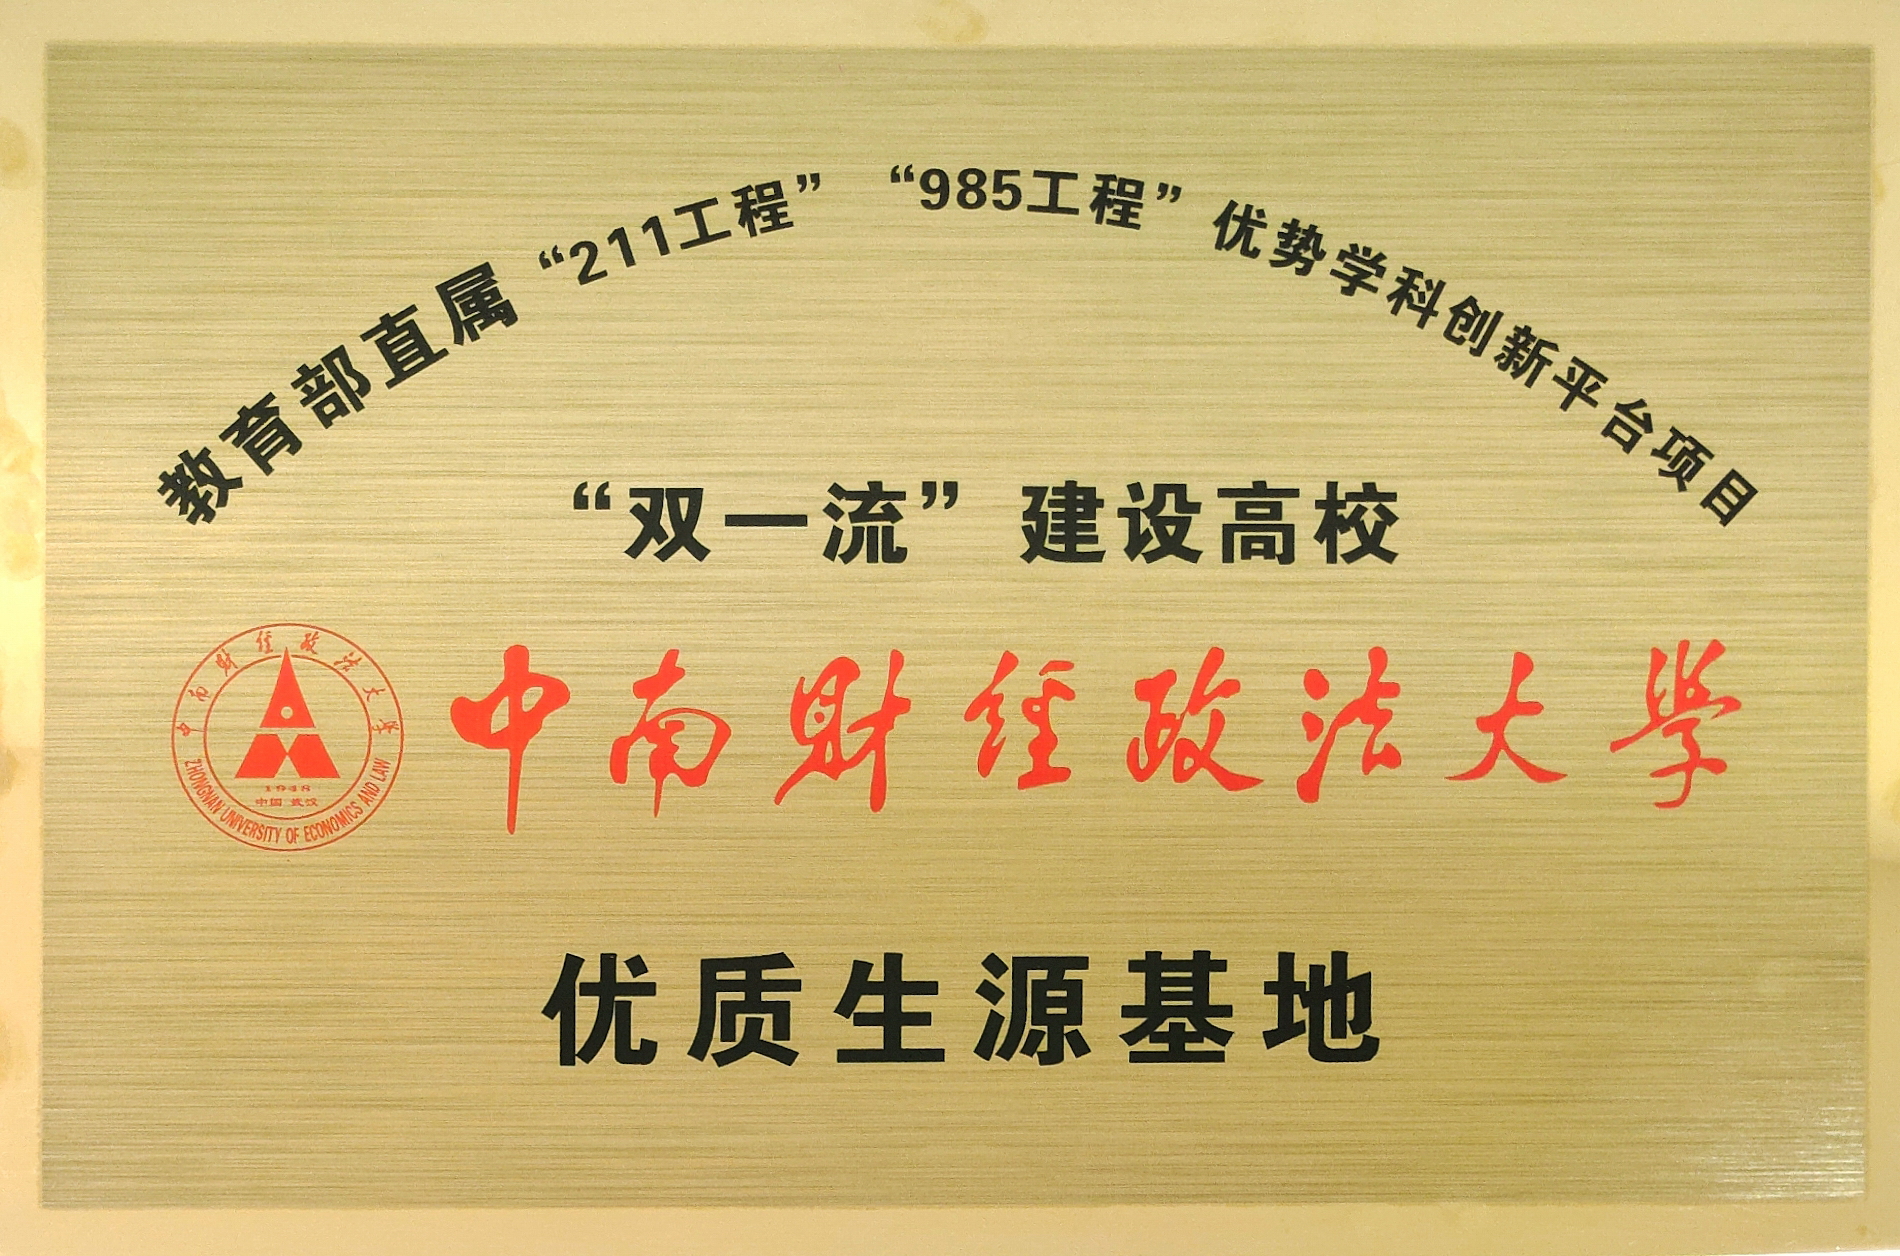 教育部直属“211工程” “985工程”优势学科创新平台项目
“双一流”建设高校
中南财经政法大学
ZHONGNAN UNIVERSITY OF ECONOMICS AND LAW
1948
中国 武汉
中南财经政法大学
优质生源基地